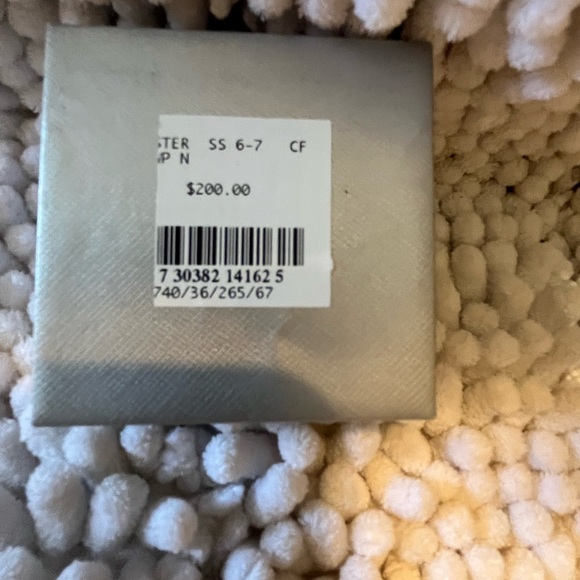 STER SS 6-7 CF
P N
$200.00
7 30382 14162 5
740/36/265/67